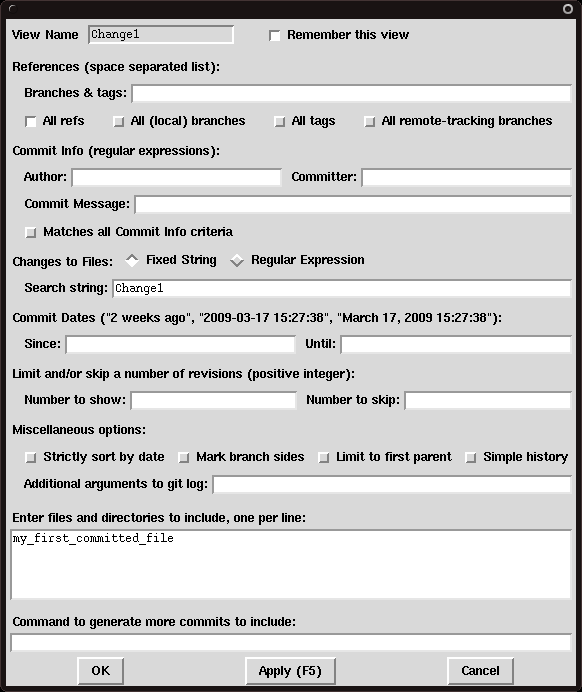 View Name Change1 Remember this view
References (space separated list):
Branches & tags:
All refs All (local) branches All tags All remote-tracking branches
Commit Info (regular expressions):
Author: Committer:
Commit Message:
Matches all Commit Info criteria
Changes to Files: Fixed String Regular Expression
Search string: Change1
Commit Dates ("2 weeks ago", "2009-03-17 15:27:38", "March 17, 2009 15:27:38"):
Since: Until:
Limit and/or skip a number of revisions (positive integer):
Number to show: Number to skip:
Miscellaneous options:
Strictly sort by date Mark branch sides Limit to first parent Simple history
Additional arguments to git log:
Enter files and directories to include, one per line:
my_first_committed_file
Command to generate more commits to include:
OK Apply (F5) Cancel